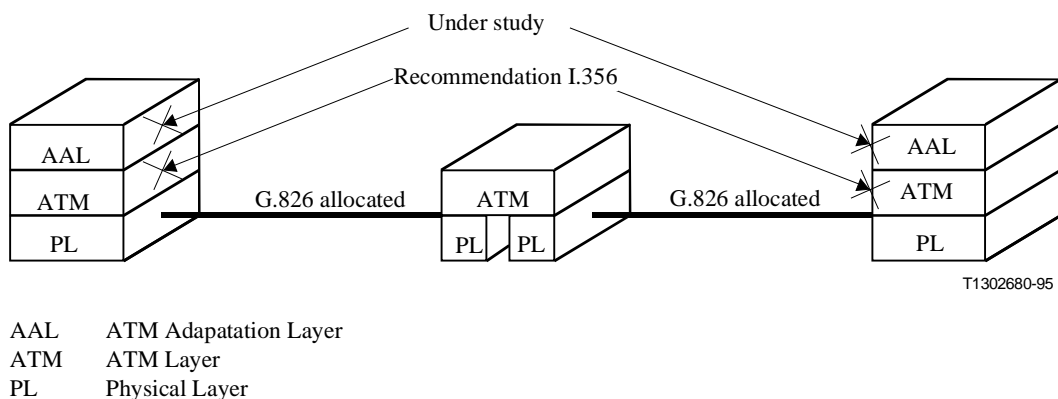 Under study
Recommendation I.356
AAL
ATM
PL
G.826 allocated
ATM
PL
PL
G.826 allocated
AAL
ATM
PL
T1302680-95
AAL ATM Adapatation Layer
ATM ATM Layer
PL Physical Layer